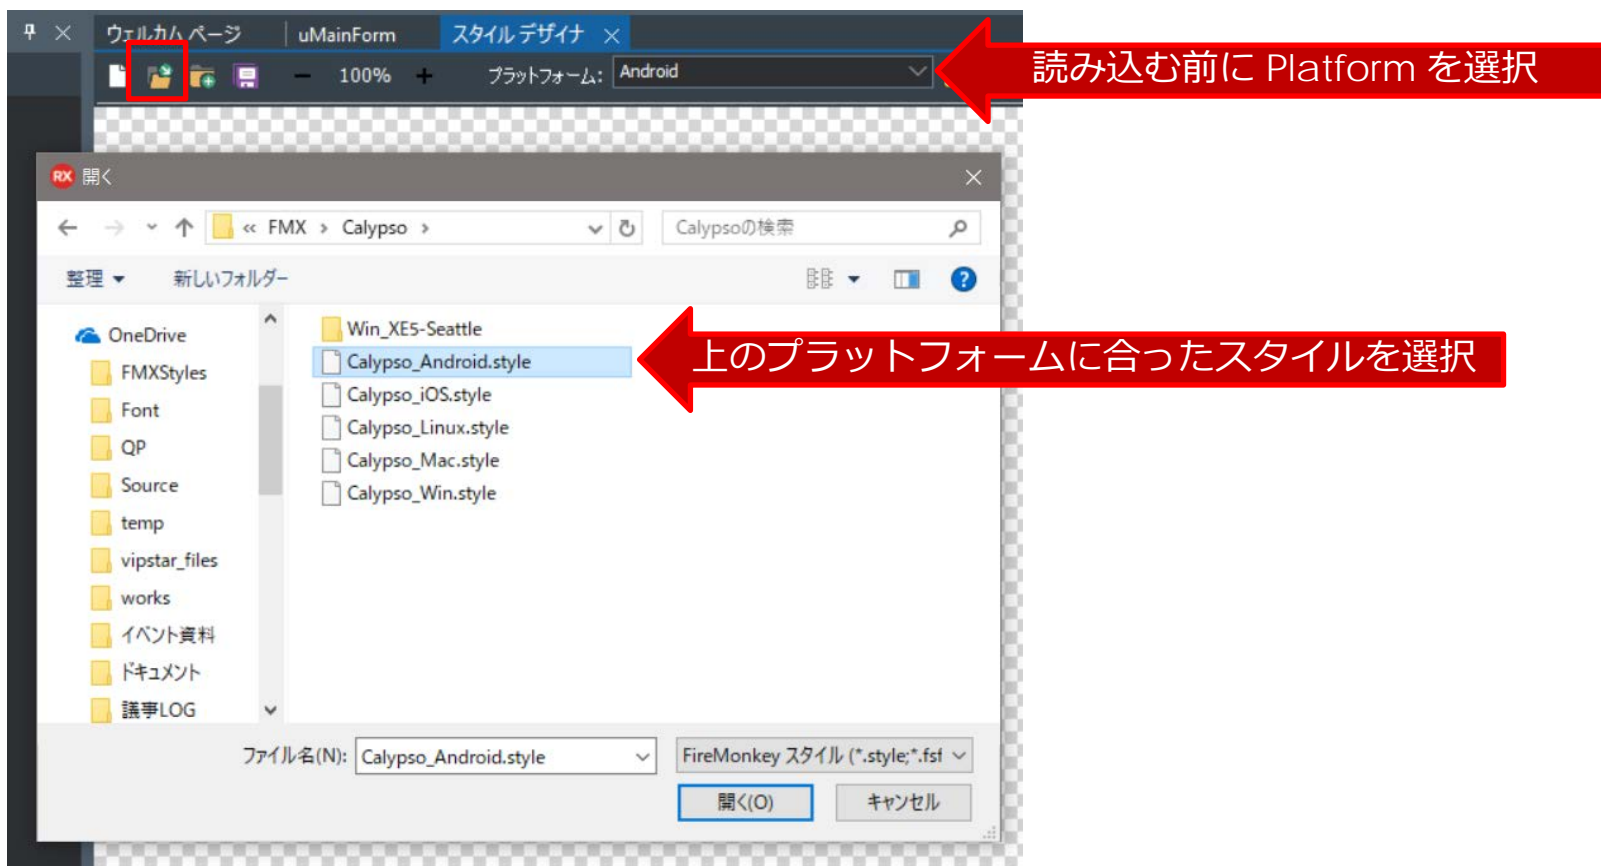 ウェルカム ページ
uMainForm
スタイル デザイナ
100%
プラットフォーム:
Android
読み込む前に Platform を選択
RX 開く
« FMX › Calypso ›
Calypsoの検索
整理
新しいフォルダー
OneDrive
FMXStyles
Font
QP
Source
temp
vipstar_files
works
イベント資料
ドキュメント
議事LOG
Win_XE5-Seattle
Calypso_Android.style
Calypso_iOS.style
Calypso_Linux.style
Calypso_Mac.style
Calypso_Win.style
上のプラットフォームに合ったスタイルを選択
ファイル名(N):
Calypso_Android.style
FireMonkey スタイル (*.style;*.fsf
開く(O)
キャンセル